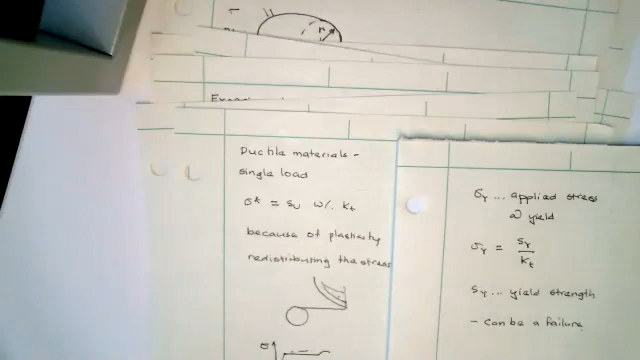 r
Ductile materials -
single load
σ* = Su w/. Kt
because of plasticity
redistributing the stress
σ
σy ... applied stress
@ yield
σy = Sy / Kt
Sy ... yield strength
- can be a failure